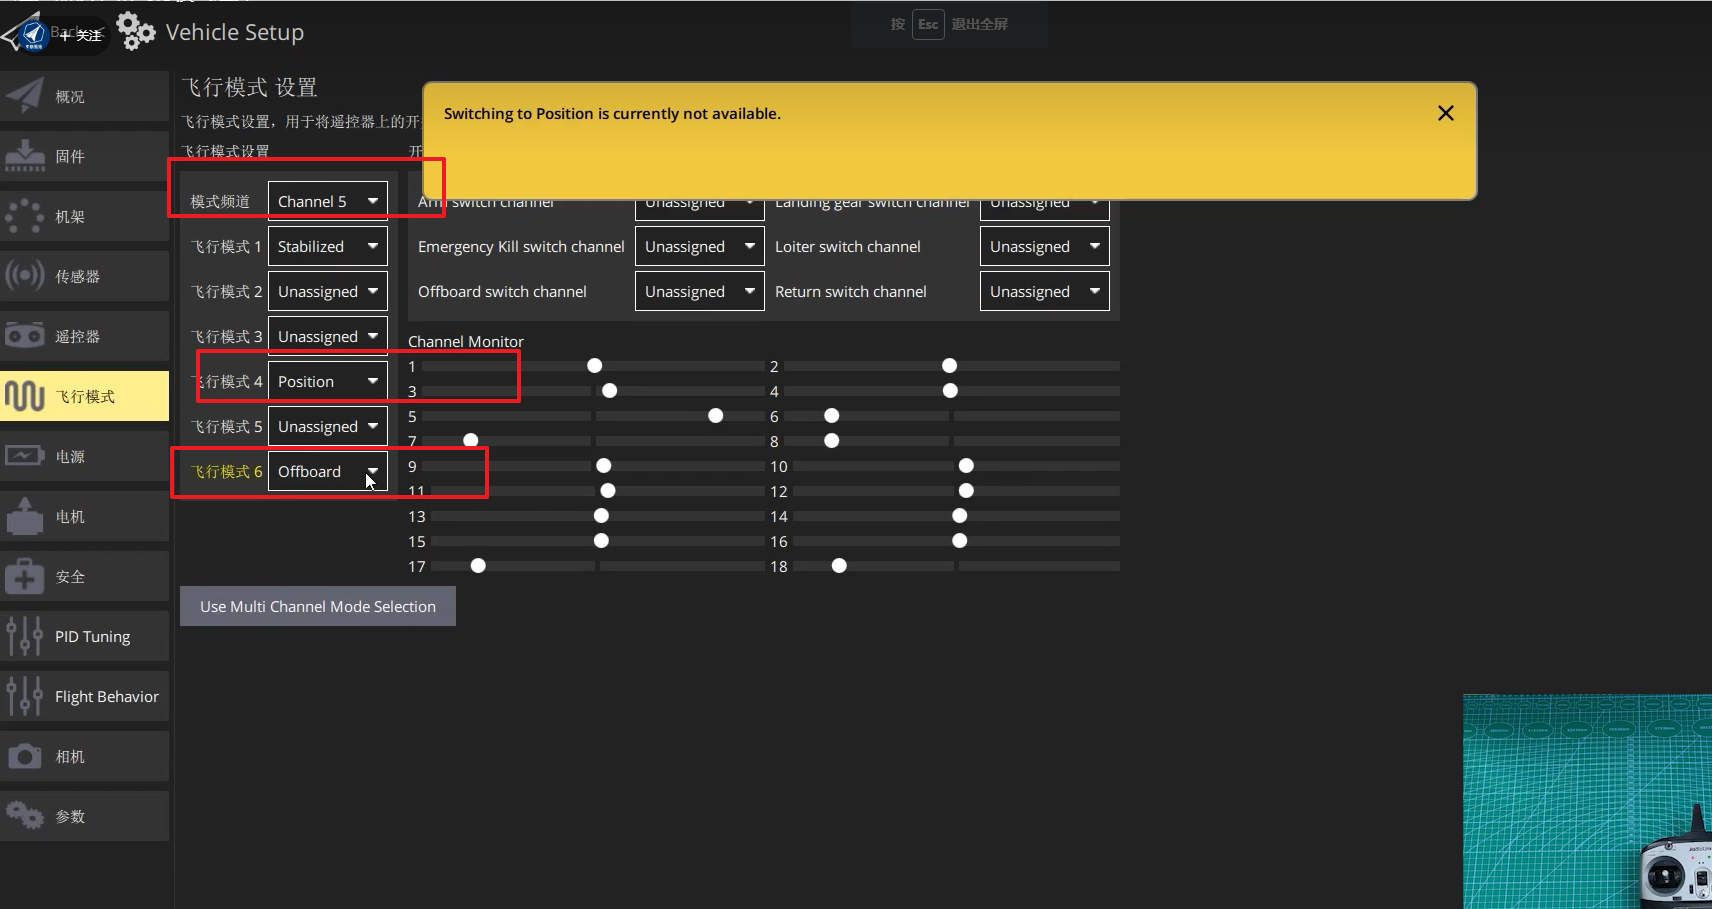 Back <
+ 关注
Vehicle Setup
按 Esc 退出全屏
概况
固件
机架
传感器
遥控器
飞行模式
电源
电机
安全
PID Tuning
Flight Behavior
相机
参数
飞行模式 设置
飞行模式设置，用于将遥控器上的开
飞行模式设置
开
Switching to Position is currently not available.
模式频道 Channel 5
飞行模式 1 Stabilized
飞行模式 2 Unassigned
飞行模式 3 Unassigned
飞行模式 4 Position
飞行模式 5 Unassigned
飞行模式 6 Offboard
Arm switch channel Unassigned Landing gear switch channel Unassigned
Emergency Kill switch channel Unassigned Loiter switch channel Unassigned
Offboard switch channel Unassigned Return switch channel Unassigned
Channel Monitor
1 2
3 4
5 6
7 8
9 10
11 12
13 14
15 16
17 18
Use Multi Channel Mode Selection